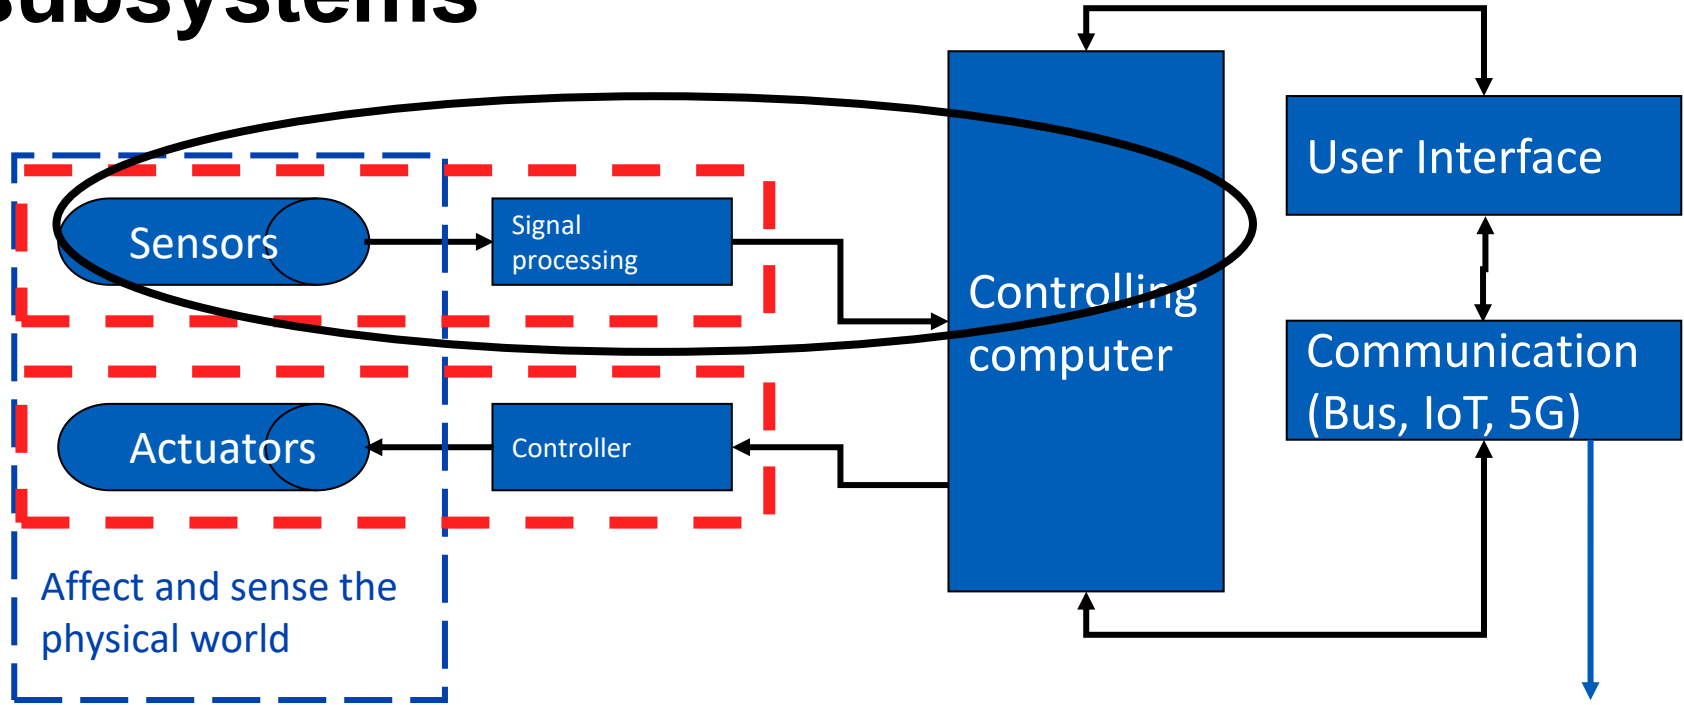 subsystems
User Interface
Sensors
Signal
processing
Controlling
computer
Communication
(Bus, IoT, 5G)
Actuators
Controller
Affect and sense the
physical world